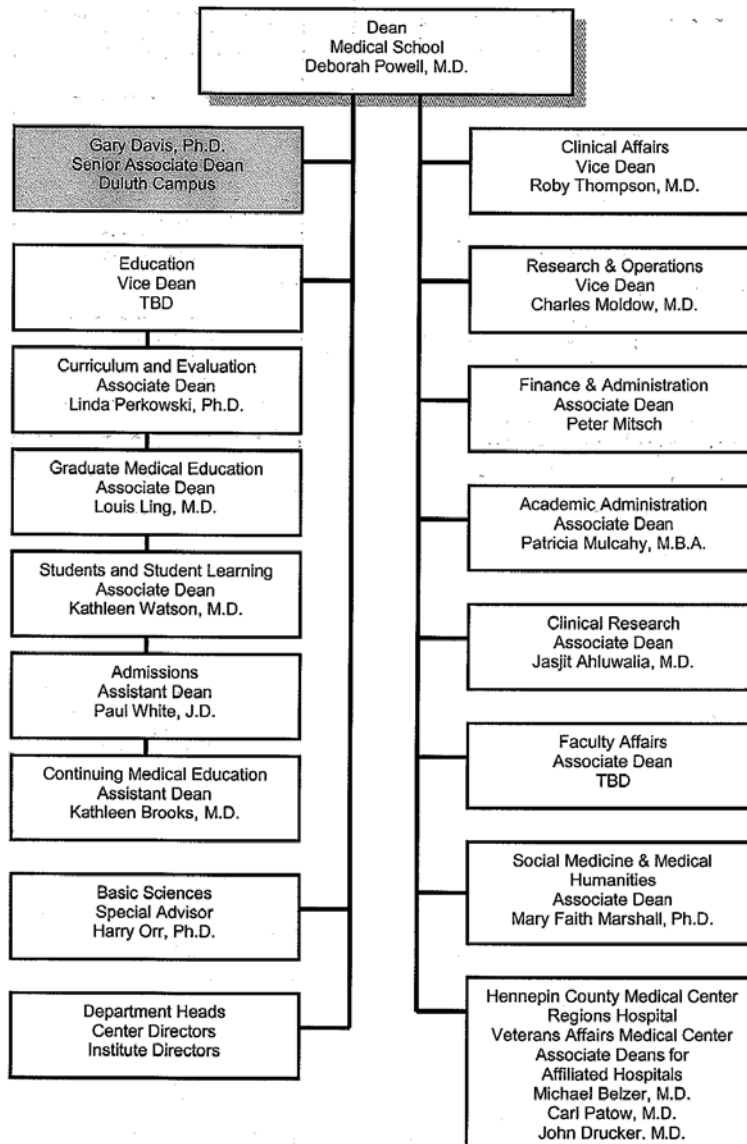 Dean
Medical School
Deborah Powell, M.D.
Gary Davis, Ph.D.
Senior Associate Dean
Duluth Campus
Education
Vice Dean
TBD
Curriculum and Evaluation
Associate Dean
Linda Perkowski, Ph.D.
Graduate Medical Education
Associate Dean
Louis Ling, M.D.
Students and Student Learning
Associate Dean
Kathleen Watson, M.D.
Admissions
Assistant Dean
Paul White, J.D.
Continuing Medical Education
Assistant Dean
Kathleen Brooks, M.D.
Basic Sciences
Special Advisor
Harry Orr, Ph.D.
Department Heads
Center Directors
Institute Directors
Clinical Affairs
Vice Dean
Roby Thompson, M.D.
Research & Operations
Vice Dean
Charles Moldow, M.D.
Finance & Administration
Associate Dean
Peter Mitsch
Academic Administration
Associate Dean
Patricia Mulcahy, M.B.A.
Clinical Research
Associate Dean
Jasjit Ahluwalia, M.D.
Faculty Affairs
Associate Dean
TBD
Social Medicine & Medical
Humanities
Associate Dean
Mary Faith Marshall, Ph.D.
Hennepin County Medical Center
Regions Hospital
Veterans Affairs Medical Center
Associate Deans for
Affiliated Hospitals
Michael Belzer, M.D.
Carl Patow, M.D.
John Drucker, M.D.